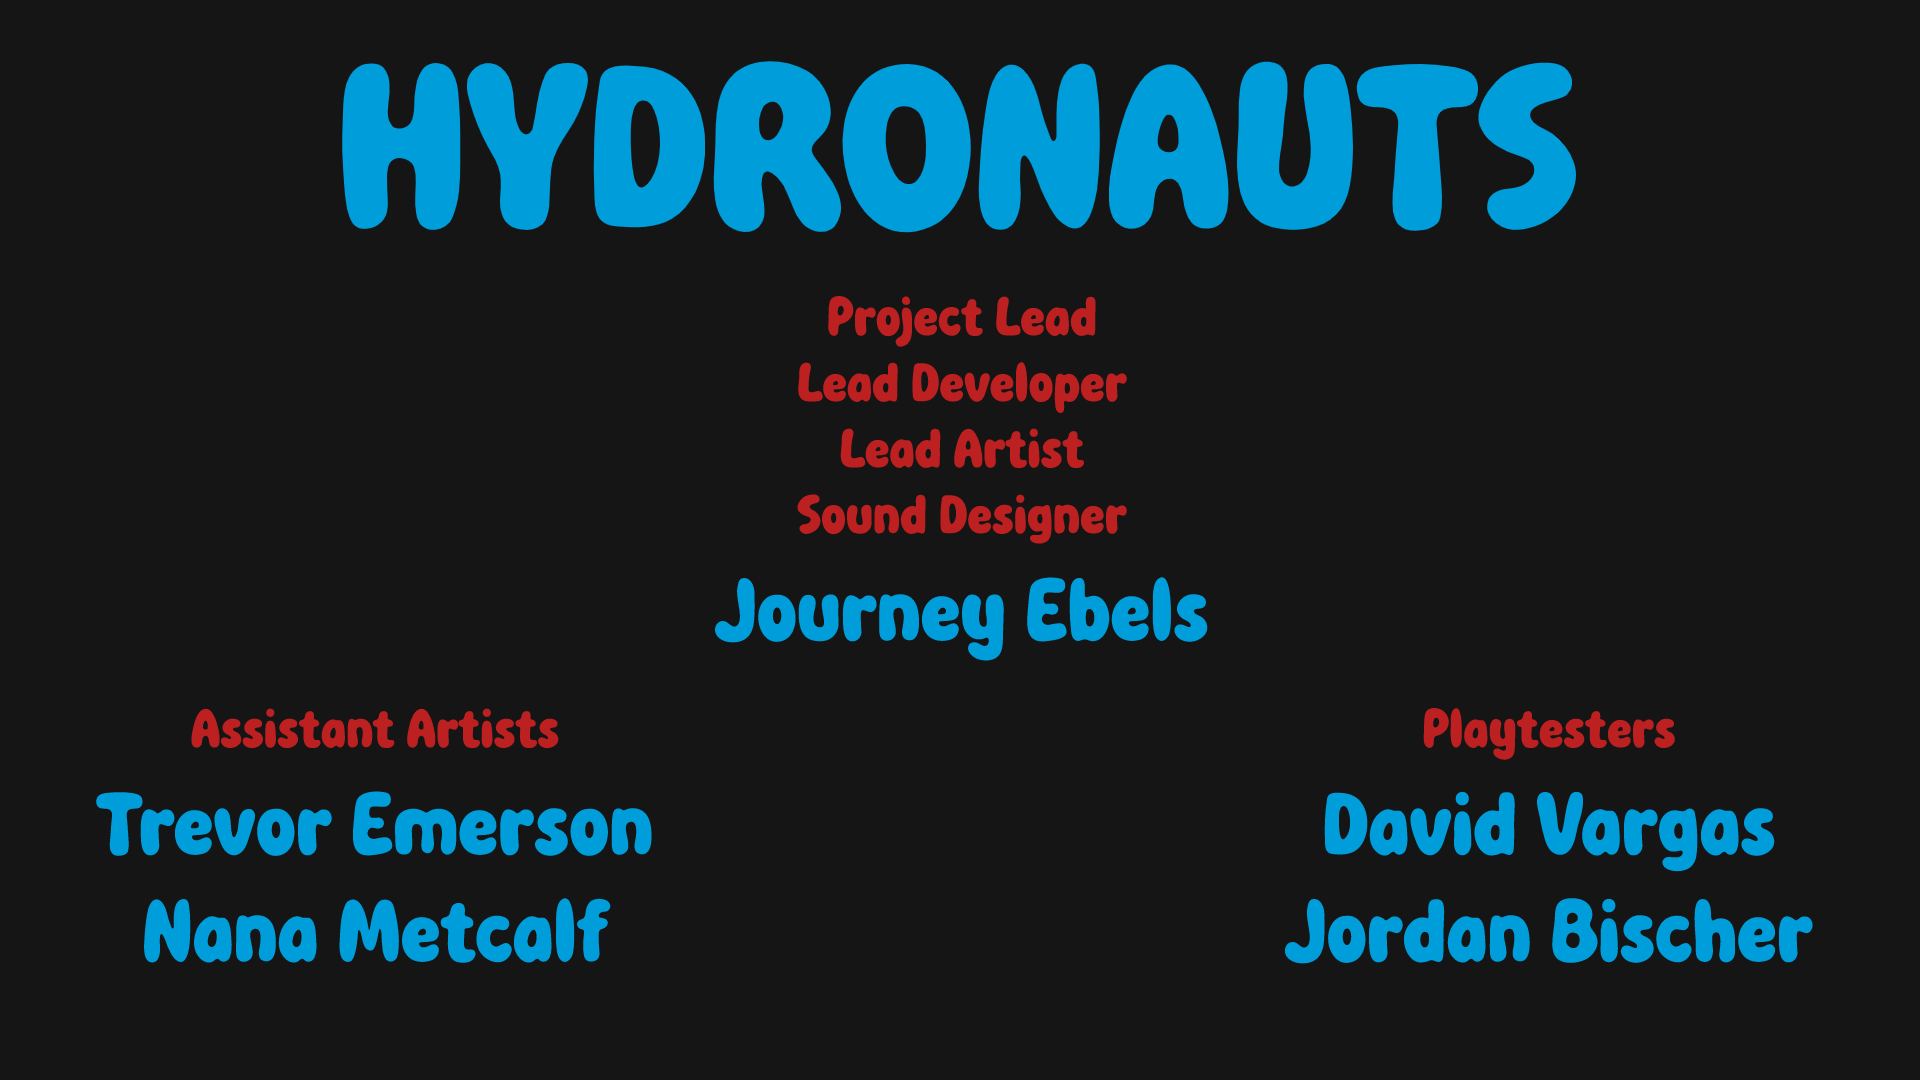 HYDRONAUTS
Project Lead
Lead Developer
Lead Artist
Sound Designer
Journey Ebels
Assistant Artists
Trevor Emerson
Nana Metcalf
Playtesters
David Vargas
Jordan Bischer